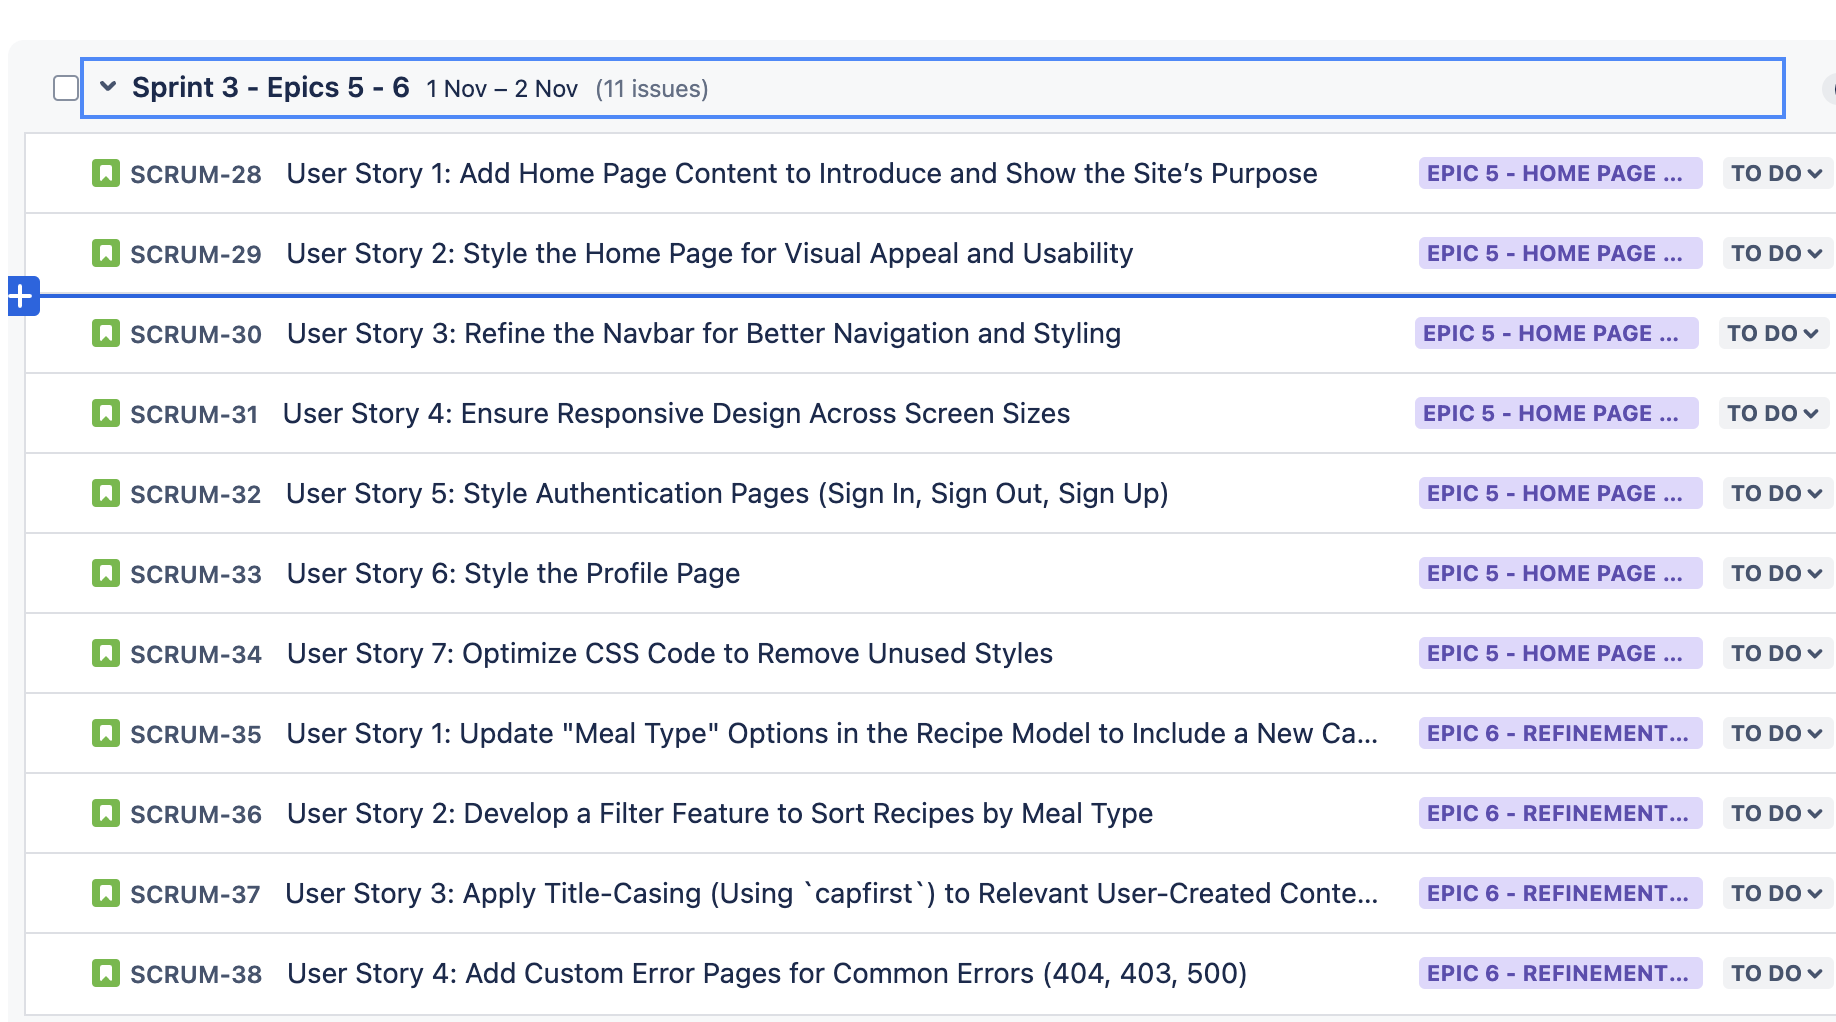 Sprint 3 - Epics 5 - 6 1 Nov – 2 Nov (11 issues)
SCRUM-28 User Story 1: Add Home Page Content to Introduce and Show the Site’s Purpose EPIC 5 - HOME PAGE ... TO DO
SCRUM-29 User Story 2: Style the Home Page for Visual Appeal and Usability EPIC 5 - HOME PAGE ... TO DO
SCRUM-30 User Story 3: Refine the Navbar for Better Navigation and Styling EPIC 5 - HOME PAGE ... TO DO
SCRUM-31 User Story 4: Ensure Responsive Design Across Screen Sizes EPIC 5 - HOME PAGE ... TO DO
SCRUM-32 User Story 5: Style Authentication Pages (Sign In, Sign Out, Sign Up) EPIC 5 - HOME PAGE ... TO DO
SCRUM-33 User Story 6: Style the Profile Page EPIC 5 - HOME PAGE ... TO DO
SCRUM-34 User Story 7: Optimize CSS Code to Remove Unused Styles EPIC 5 - HOME PAGE ... TO DO
SCRUM-35 User Story 1: Update "Meal Type" Options in the Recipe Model to Include a New Ca... EPIC 6 - REFINEMENT... TO DO
SCRUM-36 User Story 2: Develop a Filter Feature to Sort Recipes by Meal Type EPIC 6 - REFINEMENT... TO DO
SCRUM-37 User Story 3: Apply Title-Casing (Using `capfirst`) to Relevant User-Created Conte... EPIC 6 - REFINEMENT... TO DO
SCRUM-38 User Story 4: Add Custom Error Pages for Common Errors (404, 403, 500) EPIC 6 - REFINEMENT... TO DO